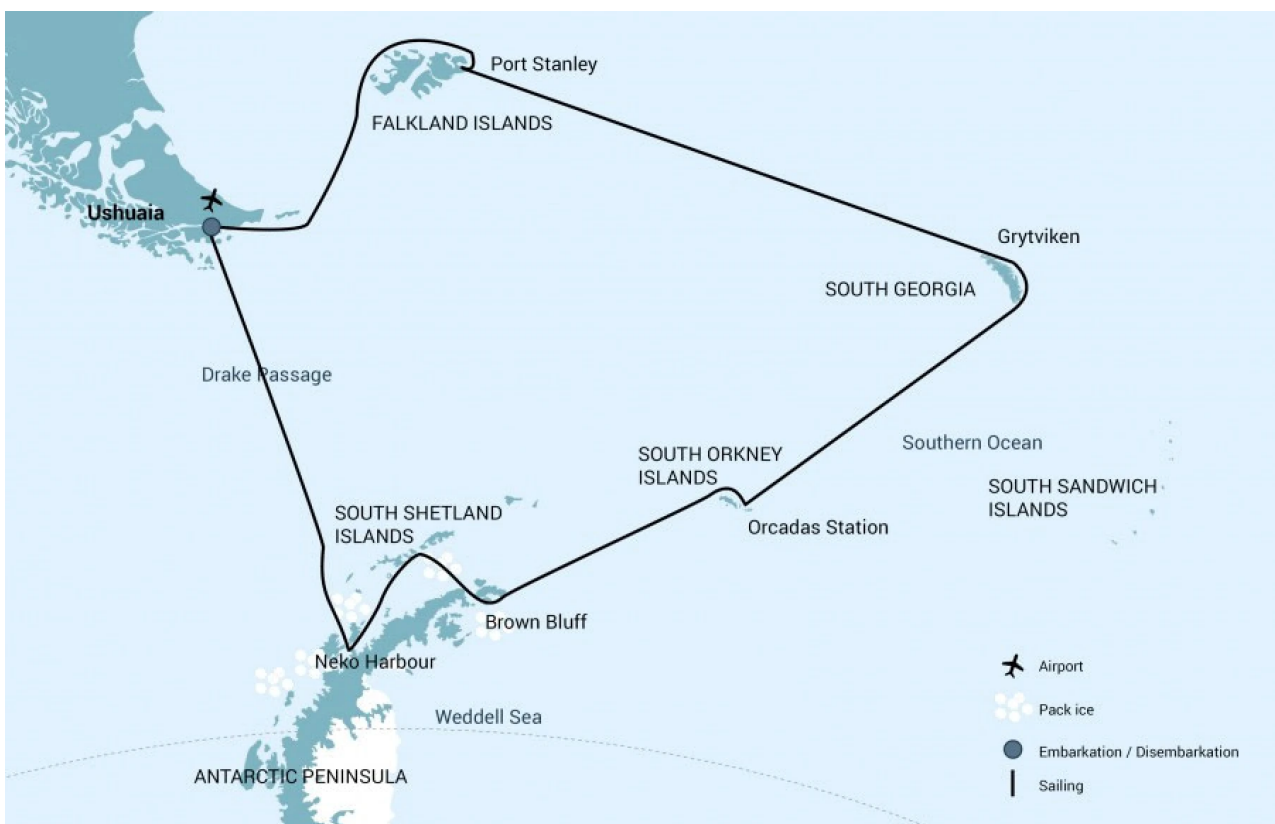 Port Stanley
FALKLAND ISLANDS
Ushuaia
Grytviken
SOUTH GEORGIA
Drake Passage
Southern Ocean
SOUTH ORKNEY
ISLANDS
SOUTH SANDWICH
ISLANDS
SOUTH SHETLAND
ISLANDS
Orcadas Station
Brown Bluff
Neko Harbour
Weddell Sea
ANTARCTIC PENINSULA
Airport
Pack ice
Embarkation / Disembarkation
Sailing